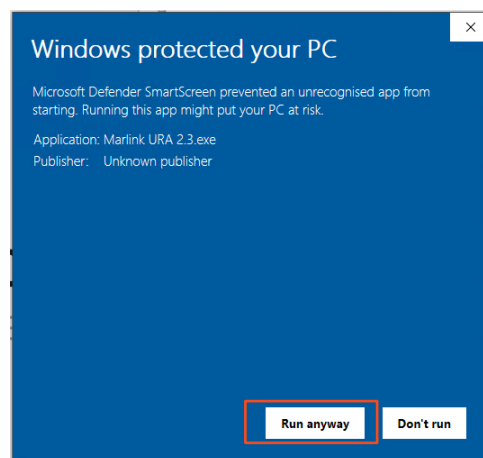 Windows protected your PC
Microsoft Defender SmartScreen prevented an unrecognised app from
starting. Running this app might put your PC at risk.
Application: Marlink URA 2.3.exe
Publisher: Unknown publisher
Run anyway
Don't run